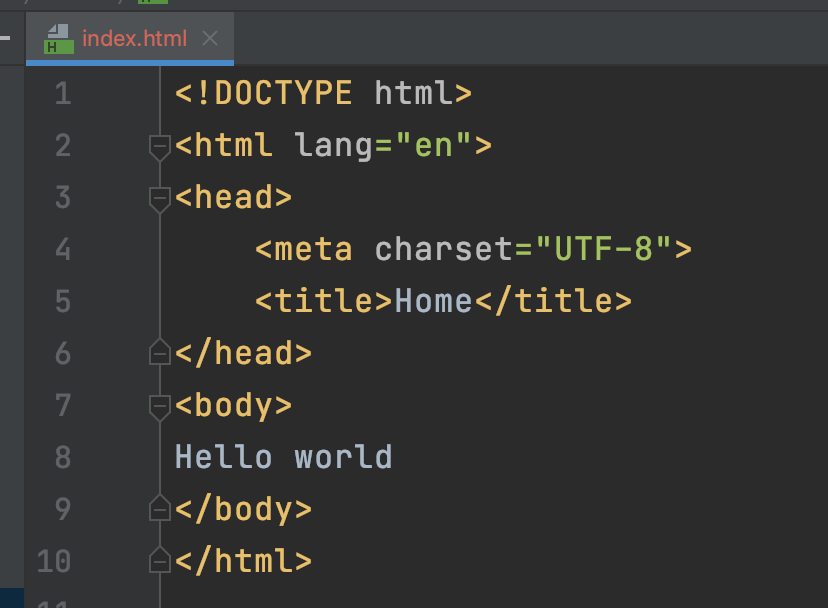 index.html
1 <!DOCTYPE html>
2 <html lang="en">
3 <head>
4     <meta charset="UTF-8">
5     <title>Home</title>
6 </head>
7 <body>
8 Hello world
9 </body>
10 </html>
11